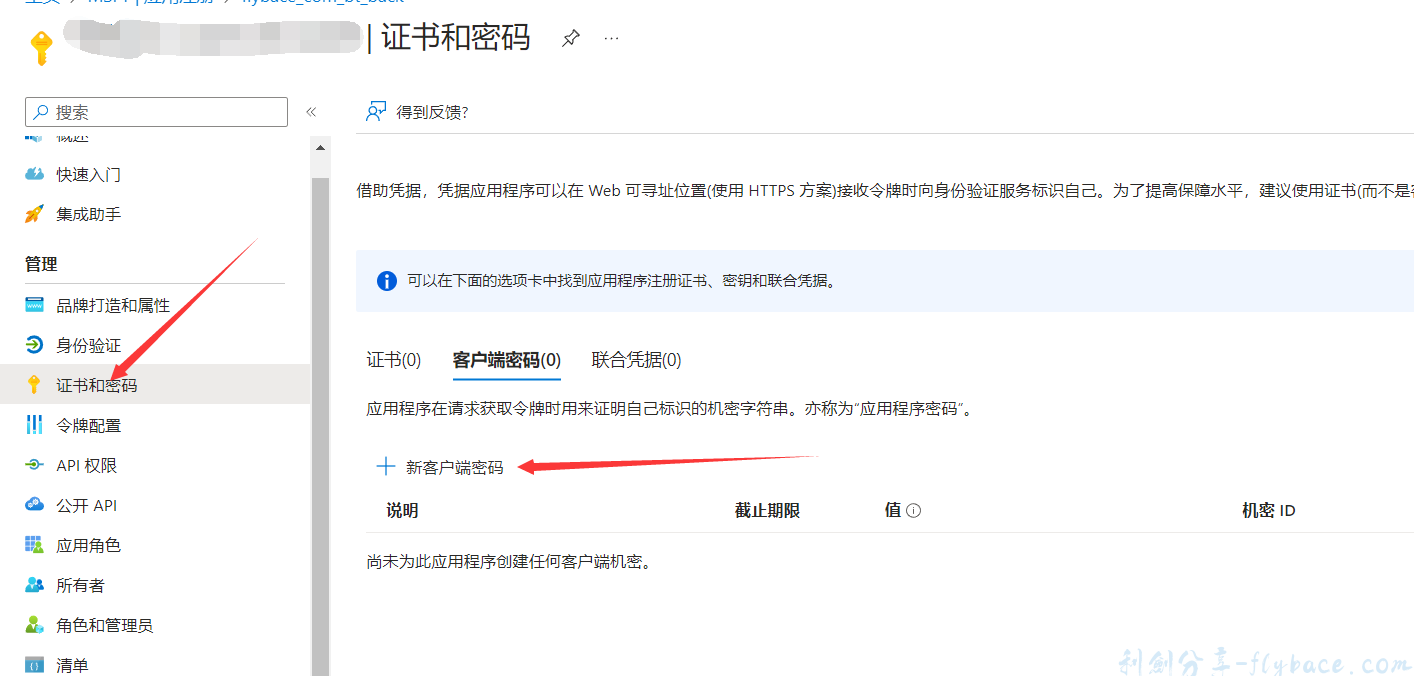 | 证书和密码
搜索
«
得到反馈?
概述
快速入门
集成助手
管理
品牌打造和属性
身份验证
证书和密码
令牌配置
API 权限
公开 API
应用角色
所有者
角色和管理员
清单
借助凭据，凭据应用程序可以在 Web 可寻址位置(使用 HTTPS 方案)接收令牌时向身份验证服务标识自己。为了提高保障水平，建议使用证书(而不是
可以在下面的选项卡中找到应用程序注册证书、密钥和联合凭据。
证书(0) 客户端密码(0) 联合凭据(0)
应用程序在请求获取令牌时用来证明自己标识的机密字符串。亦称为“应用程序密码”。
新客户端密码
说明 截止期限 值 机密 ID
尚未为此应用程序创建任何客户端机密。
利創分享-flybace.com